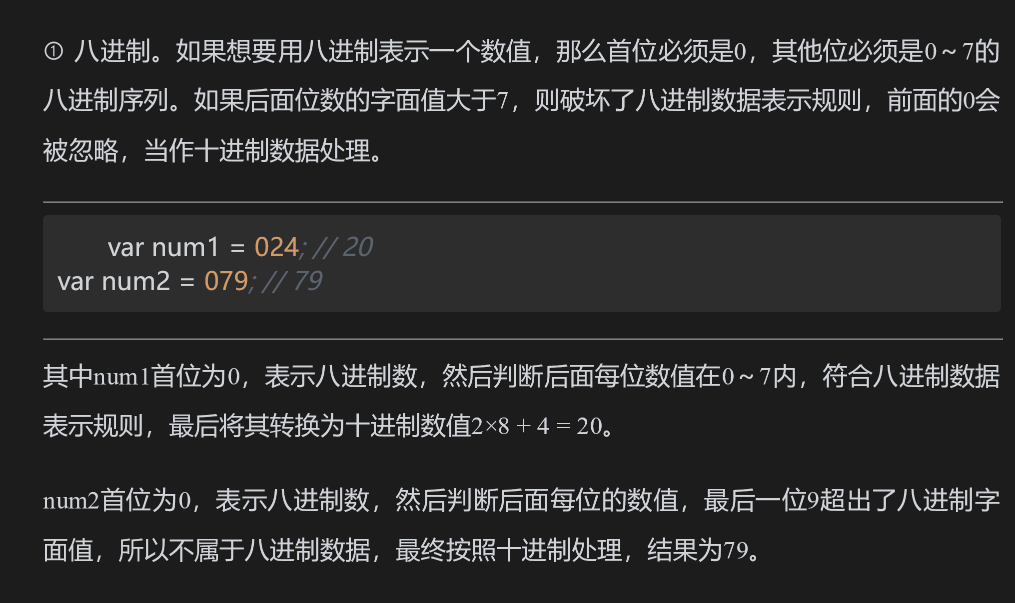 ① 八进制。如果想要用八进制表示一个数值，那么首位必须是0，其他位必须是0～7的
八进制序列。如果后面位数的字面值大于7，则破坏了八进制数据表示规则，前面的0会
被忽略，当作十进制数据处理。
var num1 = 024; // 20
var num2 = 079; // 79
其中num1首位为0，表示八进制数，然后判断后面每位数值在0～7内，符合八进制数据
表示规则，最后将其转换为十进制数值2×8 + 4 = 20。
num2首位为0，表示八进制数，然后判断后面每位的数值，最后一位9超出了八进制字
面值，所以不属于八进制数据，最终按照十进制处理，结果为79。